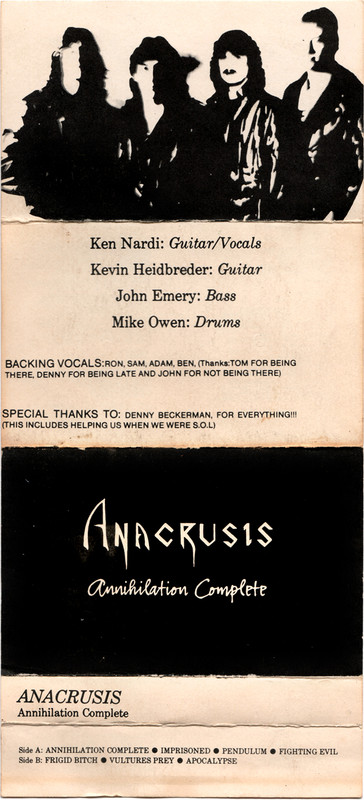 Ken Nardi: Guitar/Vocals
Kevin Heidbreder: Guitar
John Emery: Bass
Mike Owen: Drums
BACKING VOCALS:RON, SAM, ADAM, BEN, (Thanks:TOM FOR BEING
THERE, DENNY FOR BEING LATE AND JOHN FOR NOT BEING THERE)
SPECIAL THANKS TO: DENNY BECKERMAN, FOR EVERYTHING!!!
(THIS INCLUDES HELPING US WHEN WE WERE S.O.L)
ANACRUSIS
Annihilation Complete
ANACRUSIS
Annihilation Complete
Side A: ANNIHILATION COMPLETE ● IMPRISONED ● PENDULUM ● FIGHTING EVIL
Side B: FRIGID BITCH ● VULTURES PREY ● APOCALYPSE